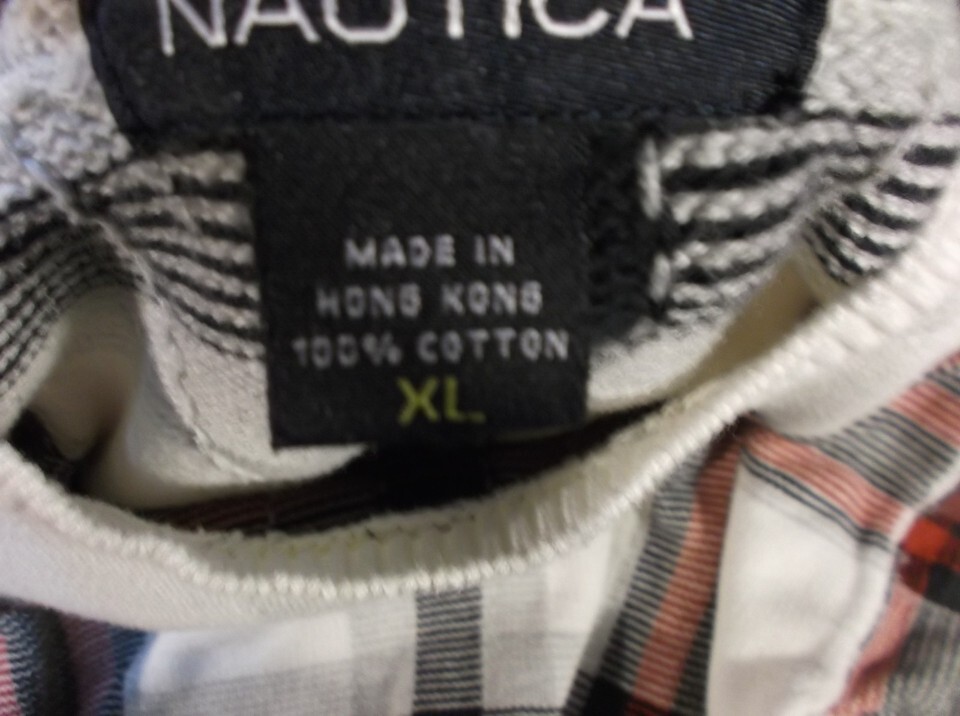 NAUTICA
MADE IN
HONG KONG
100% COTTON
XL